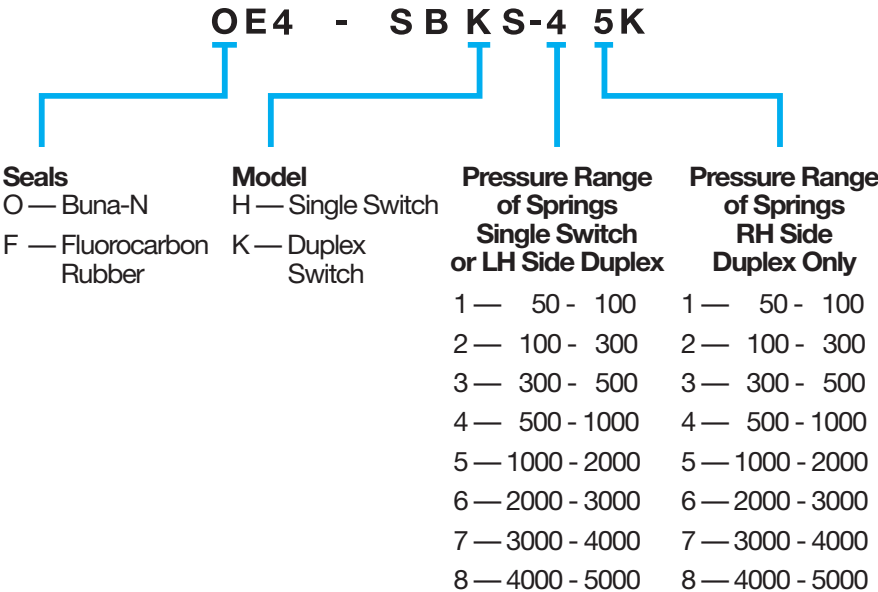 OE4 - SBKS-4 5K
Seals
O — Buna-N
F — Fluorocarbon
Rubber
Model
H — Single Switch
K — Duplex
Switch
Pressure Range
of Springs
Single Switch
or LH Side Duplex
1 — 50 - 100
2 — 100 - 300
3 — 300 - 500
4 — 500 - 1000
5 — 1000 - 2000
6 — 2000 - 3000
7 — 3000 - 4000
8 — 4000 - 5000
Pressure Range
of Springs
RH Side
Duplex Only
1 — 50 - 100
2 — 100 - 300
3 — 300 - 500
4 — 500 - 1000
5 — 1000 - 2000
6 — 2000 - 3000
7 — 3000 - 4000
8 — 4000 - 5000